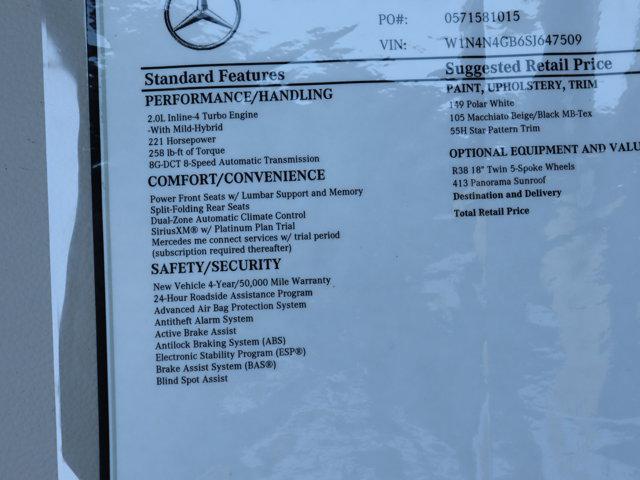 PO#: 0571581015
VIN: W1N4N4GB6SJ647509
Standard Features
Suggested Retail Price
PERFORMANCE/HANDLING
2.0L Inline-4 Turbo Engine
-With Mild-Hybrid
221 Horsepower
258 lb-ft of Torque
8G-DCT 8-Speed Automatic Transmission
COMFORT/CONVENIENCE
Power Front Seats w/ Lumbar Support and Memory
Split-Folding Rear Seats
Dual-Zone Automatic Climate Control
SiriusXM® w/ Platinum Plan Trial
Mercedes me connect services w/ trial period
(subscription required thereafter)
SAFETY/SECURITY
New Vehicle 4-Year/50,000 Mile Warranty
24-Hour Roadside Assistance Program
Advanced Air Bag Protection System
Antitheft Alarm System
Active Brake Assist
Antilock Braking System (ABS)
Electronic Stability Program (ESP®)
Brake Assist System (BAS®)
Blind Spot Assist
PAINT, UPHOLSTERY, TRIM
149 Polar White
105 Macchiato Beige/Black MB-Tex
55H Star Pattern Trim
OPTIONAL EQUIPMENT AND VALU
R38 18" Twin 5-Spoke Wheels
413 Panorama Sunroof
Destination and Delivery
Total Retail Price